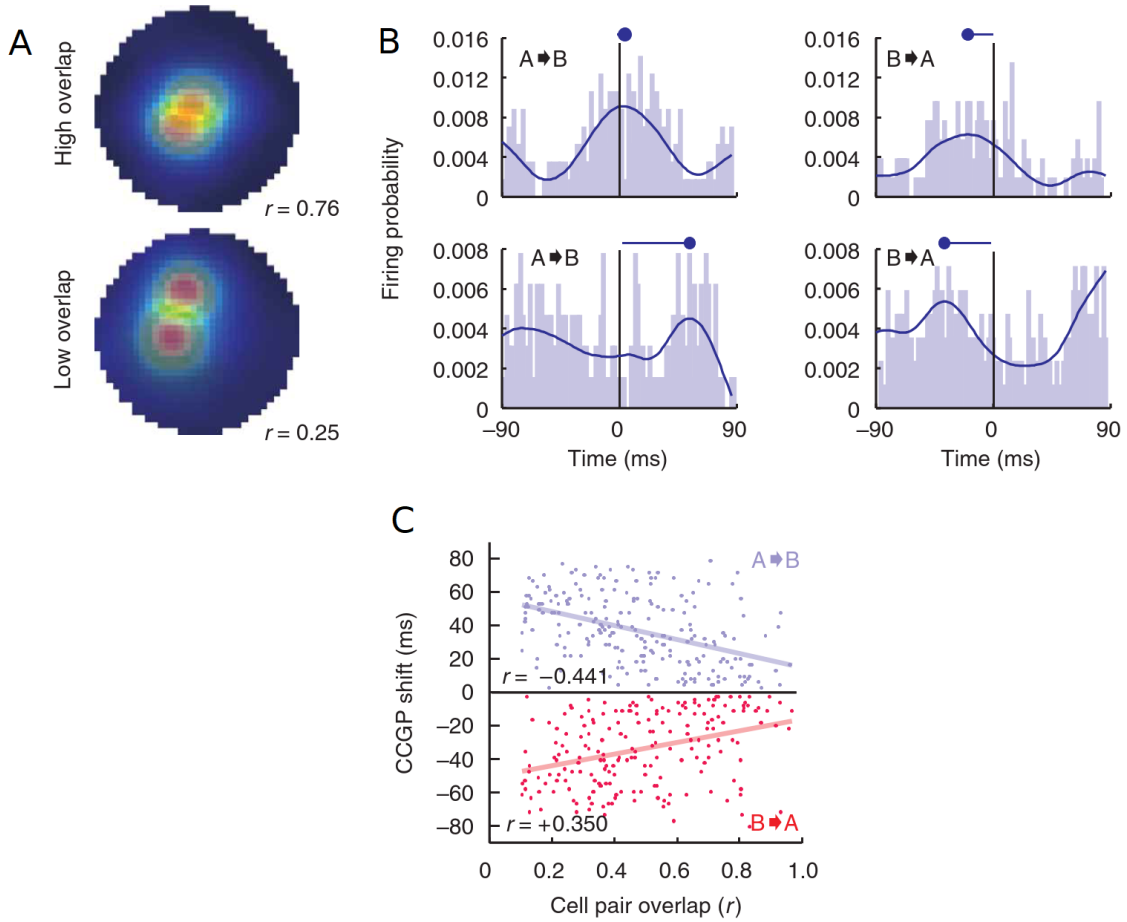 A
High overlap
r = 0.76
Low overlap
r = 0.25
B
Firing probability
0.016
0.012
0.008
0.004
0
A ➡ B
0.016
0.012
0.008
0.004
0
B ➡ A
0.008
0.006
0.004
0.002
0
A ➡ B
–90
0
90
Time (ms)
0.008
0.006
0.004
0.002
0
B ➡ A
–90
0
90
Time (ms)
C
CCGP shift (ms)
80
60
40
20
0
–20
–40
–60
–80
A ➡ B
r = –0.441
r = +0.350
B ➡ A
0
0.2
0.4
0.6
0.8
1.0
Cell pair overlap (r)